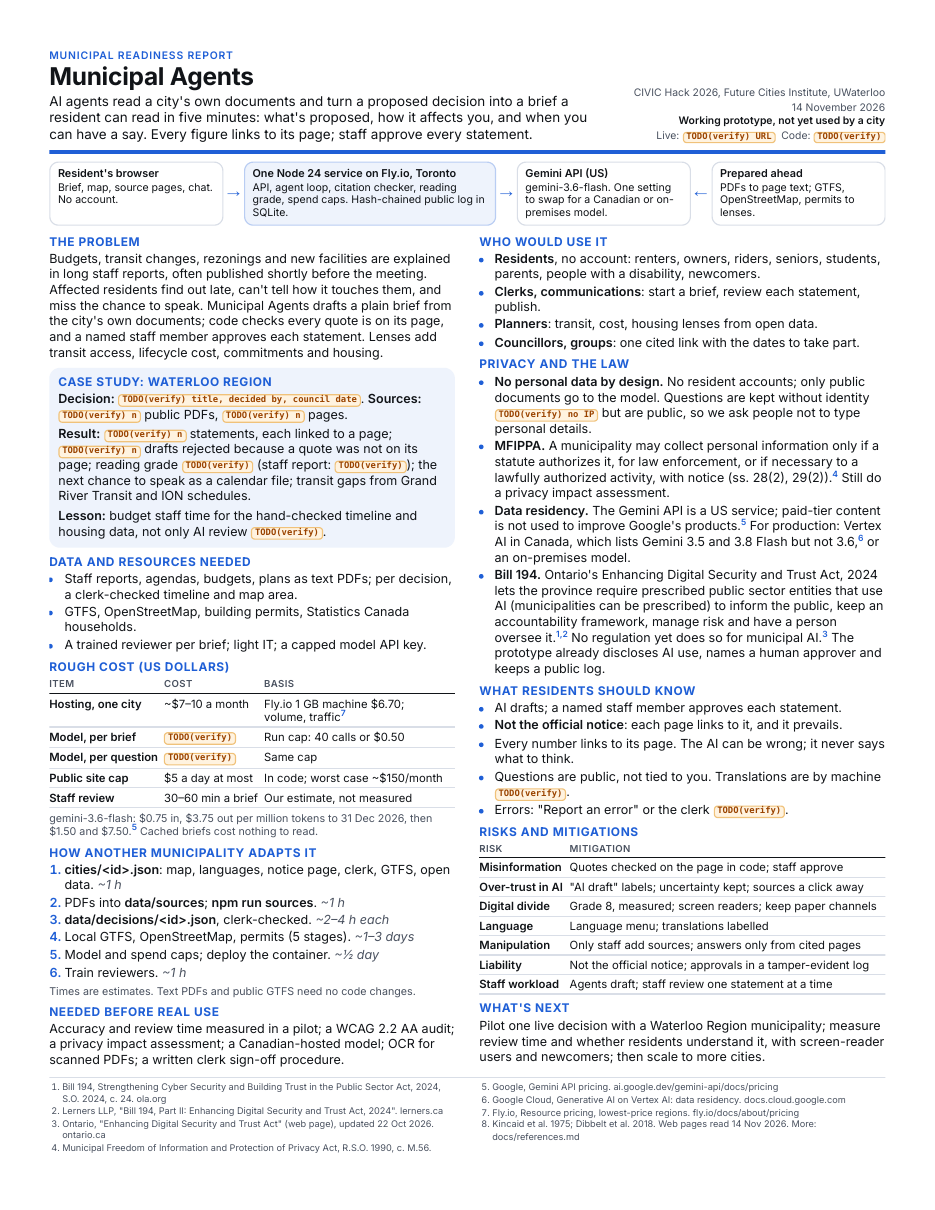 MUNICIPAL READINESS REPORT
Municipal Agents
AI agents read a city's own documents and turn a proposed decision into a brief a
resident can read in five minutes: what's proposed, how it affects you, and when you
can have a say. Every figure links to its page; staff approve every statement.
CIVIC Hack 2026, Future Cities Institute, UWaterloo
14 November 2026
Working prototype, not yet used by a city
Live: TODO(verify) URL Code: TODO(verify)
Resident's browser
Brief, map, source pages, chat.
No account.
→
One Node 24 service on Fly.io, Toronto
API, agent loop, citation checker, reading
grade, spend caps. Hash-chained public log in
SQLite.
→
Gemini API (US)
gemini-3.6-flash. One setting
to swap for a Canadian or on-
premises model.
←
Prepared ahead
PDFs to page text; GTFS,
OpenStreetMap, permits to
lenses.
THE PROBLEM
Budgets, transit changes, rezonings and new facilities are explained
in long staff reports, often published shortly before the meeting.
Affected residents find out late, can't tell how it touches them, and
miss the chance to speak. Municipal Agents drafts a plain brief from
the city's own documents; code checks every quote is on its page,
and a named staff member approves each statement. Lenses add
transit access, lifecycle cost, commitments and housing.
CASE STUDY: WATERLOO REGION
Decision: TODO(verify) title, decided by, council date. Sources:
TODO(verify) n public PDFs, TODO(verify) n pages.
Result: TODO(verify) n statements, each linked to a page;
TODO(verify) n drafts rejected because a quote was not on its
page; reading grade TODO(verify) (staff report: TODO(verify)); the
next chance to speak as a calendar file; transit gaps from Grand
River Transit and ION schedules.
Lesson: budget staff time for the hand-checked timeline and
housing data, not only AI review TODO(verify).
DATA AND RESOURCES NEEDED
• Staff reports, agendas, budgets, plans as text PDFs; per decision,
a clerk-checked timeline and map area.
• GTFS, OpenStreetMap, building permits, Statistics Canada
households.
• A trained reviewer per brief; light IT; a capped model API key.
ROUGH COST (US DOLLARS)
ITEM COST BASIS
Hosting, one city ~$7–10 a month Fly.io 1 GB machine $6.70;
volume, traffic7
Model, per brief TODO(verify) Run cap: 40 calls or $0.50
Model, per question TODO(verify) Same cap
Public site cap $5 a day at most In code; worst case ~$150/month
Staff review 30–60 min a brief Our estimate, not measured
gemini-3.6-flash: $0.75 in, $3.75 out per million tokens to 31 Dec 2026, then
$1.50 and $7.50.5 Cached briefs cost nothing to read.
HOW ANOTHER MUNICIPALITY ADAPTS IT
1. cities/<id>.json: map, languages, notice page, clerk, GTFS, open
data. ~1 h
2. PDFs into data/sources; npm run sources. ~1 h
3. data/decisions/<id>.json, clerk-checked. ~2–4 h each
4. Local GTFS, OpenStreetMap, permits (5 stages). ~1–3 days
5. Model and spend caps; deploy the container. ~½ day
6. Train reviewers. ~1 h
Times are estimates. Text PDFs and public GTFS need no code changes.
NEEDED BEFORE REAL USE
Accuracy and review time measured in a pilot; a WCAG 2.2 AA audit;
a privacy impact assessment; a Canadian-hosted model; OCR for
scanned PDFs; a written clerk sign-off procedure.
WHO WOULD USE IT
• Residents, no account: renters, owners, riders, seniors, students,
parents, people with a disability, newcomers.
• Clerks, communications: start a brief, review each statement,
publish.
• Planners: transit, cost, housing lenses from open data.
• Councillors, groups: one cited link with the dates to take part.
PRIVACY AND THE LAW
• No personal data by design. No resident accounts; only public
documents go to the model. Questions are kept without identity
TODO(verify) no IP but are public, so we ask people not to type
personal details.
• MFIPPA. A municipality may collect personal information only if a
statute authorizes it, for law enforcement, or if necessary to a
lawfully authorized activity, with notice (ss. 28(2), 29(2)).4 Still do
a privacy impact assessment.
• Data residency. The Gemini API is a US service; paid-tier content
is not used to improve Google's products.5 For production: Vertex
AI in Canada, which lists Gemini 3.5 and 3.8 Flash but not 3.6,6 or
an on-premises model.
• Bill 194. Ontario's Enhancing Digital Security and Trust Act, 2024
lets the province require prescribed public sector entities that use
AI (municipalities can be prescribed) to inform the public, keep an
accountability framework, manage risk and have a person
oversee it.1,2 No regulation yet does so for municipal AI.3 The
prototype already discloses AI use, names a human approver and
keeps a public log.
WHAT RESIDENTS SHOULD KNOW
• AI drafts; a named staff member approves each statement.
• Not the official notice: each page links to it, and it prevails.
• Every number links to its page. The AI can be wrong; it never says
what to think.
• Questions are public, not tied to you. Translations are by machine
TODO(verify).
• Errors: "Report an error" or the clerk TODO(verify).
RISKS AND MITIGATIONS
RISK MITIGATION
Misinformation Quotes checked on the page in code; staff approve
Over-trust in AI "AI draft" labels; uncertainty kept; sources a click away
Digital divide Grade 8, measured; screen readers; keep paper channels
Language Language menu; translations labelled
Manipulation Only staff add sources; answers only from cited pages
Liability Not the official notice; approvals in a tamper-evident log
Staff workload Agents draft; staff review one statement at a time
WHAT'S NEXT
Pilot one live decision with a Waterloo Region municipality; measure
review time and whether residents understand it, with screen-reader
users and newcomers; then scale to more cities.
1. Bill 194, Strengthening Cyber Security and Building Trust in the Public Sector Act, 2024,
S.O. 2024, c. 24. ola.org
2. Lerners LLP, "Bill 194, Part II: Enhancing Digital Security and Trust Act, 2024". lerners.ca
3. Ontario, "Enhancing Digital Security and Trust Act" (web page), updated 22 Oct 2026.
ontario.ca
4. Municipal Freedom of Information and Protection of Privacy Act, R.S.O. 1990, c. M.56.
5. Google, Gemini API pricing. ai.google.dev/gemini-api/docs/pricing
6. Google Cloud, Generative AI on Vertex AI: data residency. docs.cloud.google.com
7. Fly.io, Resource pricing, lowest-price regions. fly.io/docs/about/pricing
8. Kincaid et al. 1975; Dibbelt et al. 2018. Web pages read 14 Nov 2026. More:
docs/references.md